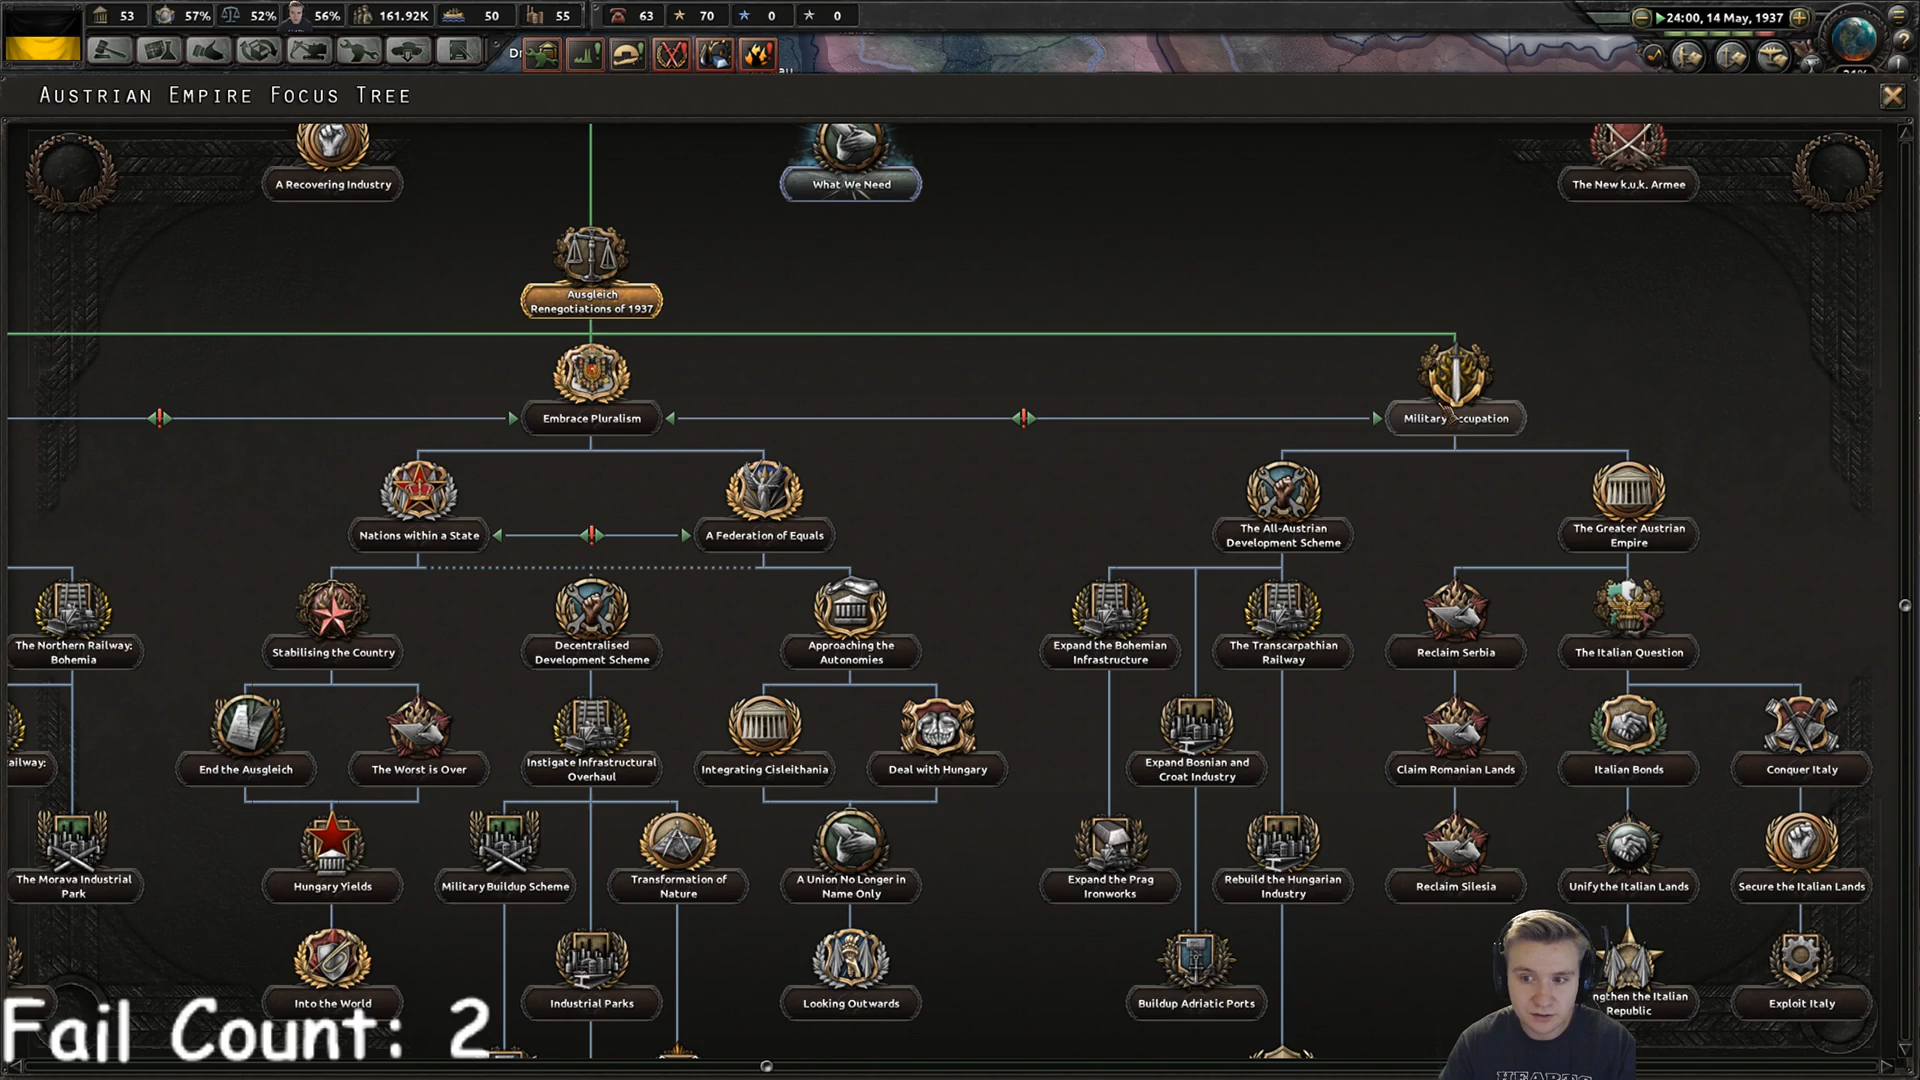 53 57% 52% 56% 161.92K 50 55 63 70 0 0
24:00, 14 May, 1937
Austrian Empire Focus Tree
A Recovering Industry
What We Need
The New k.u.k. Armee
Ausgleich
Renegotiations of 1937
Embrace Pluralism
Military Occupation
Nations within a State
A Federation of Equals
The All-Austrian
Development Scheme
The Greater Austrian
Empire
The Northern Railway:
Bohemia
Stabilising the Country
Decentralised
Development Scheme
Approaching the
Autonomies
Expand the Bohemian
Infrastructure
The Transcarpathian
Railway
Reclaim Serbia
The Italian Question
ailway:
End the Ausgleich
The Worst is Over
Instigate Infrastructural
Overhaul
Integrating Cisleithania
Deal with Hungary
Expand Bosnian and
Croat Industry
Claim Romanian Lands
Italian Bonds
Conquer Italy
The Morava Industrial
Park
Hungary Yields
Military Buildup Scheme
Transformation of
Nature
A Union No Longer in
Name Only
Expand the Prag
Ironworks
Rebuild the Hungarian
Industry
Reclaim Silesia
Unify the Italian Lands
Secure the Italian Lands
Into the World
Industrial Parks
Looking Outwards
Buildup Adriatic Ports
ngthen the Italian
Republic
Exploit Italy
Fail Count: 2
HEARTS